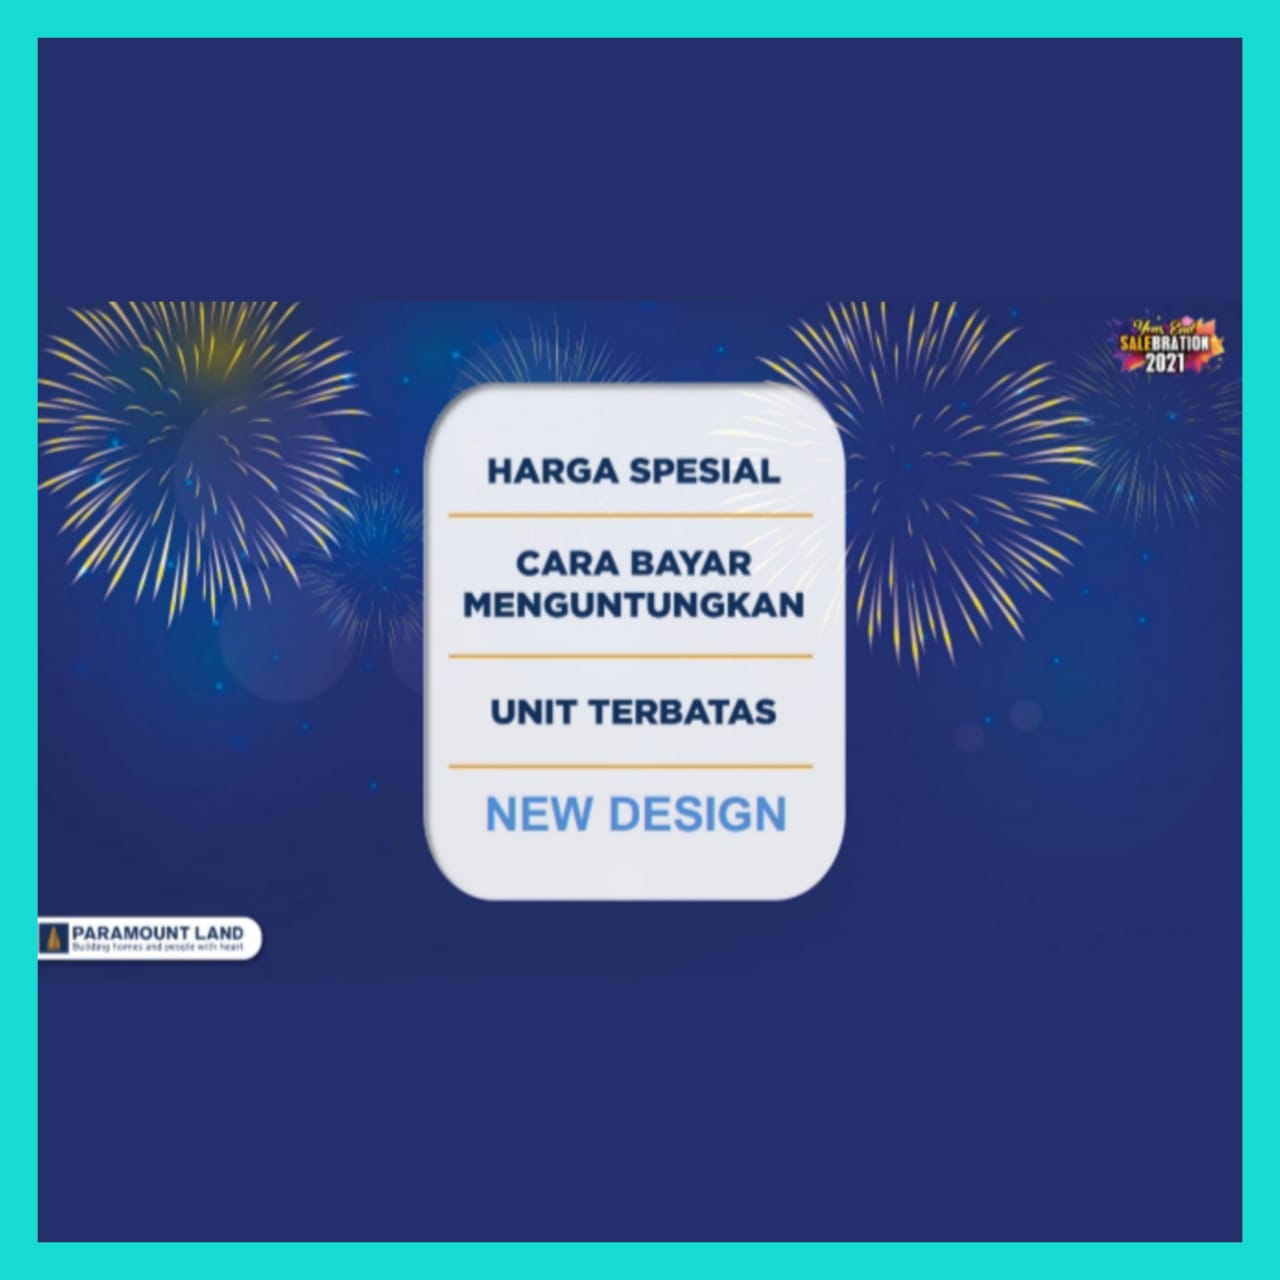 Year End
SALEBRATION
2021
HARGA SPESIAL
CARA BAYAR
MENGUNTUNGKAN
UNIT TERBATAS
NEW DESIGN
PARAMOUNT LAND
Building homes and people with heart